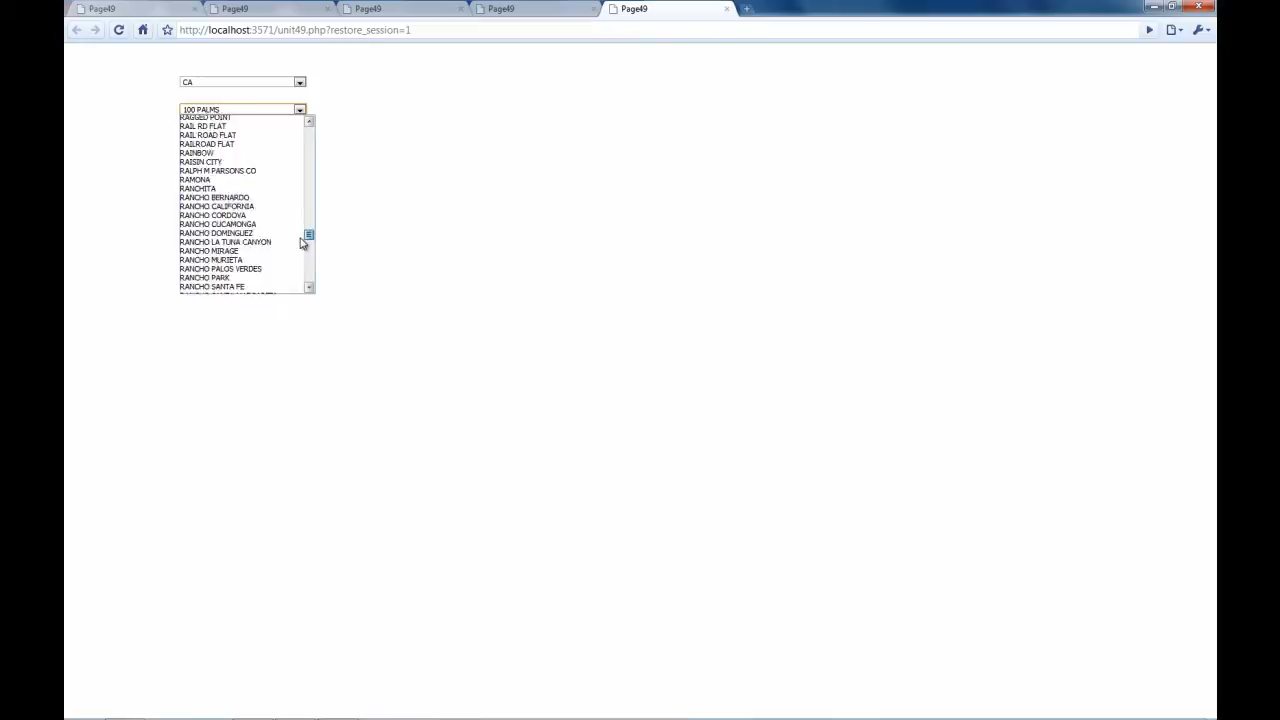 Page49 Page49 Page49 Page49 Page49
http://localhost:3571/unit49.php?restore_session=1
CA
100 PALMS
RAGGED POINT
RAIL RD FLAT
RAIL ROAD FLAT
RAILROAD FLAT
RAINBOW
RAISIN CITY
RALPH M PARSONS CO
RAMONA
RANCHITA
RANCHO BERNARDO
RANCHO CALIFORNIA
RANCHO CORDOVA
RANCHO CUCAMONGA
RANCHO DOMINGUEZ
RANCHO LA TUNA CANYON
RANCHO MIRAGE
RANCHO MURIETA
RANCHO PALOS VERDES
RANCHO PARK
RANCHO SANTA FE